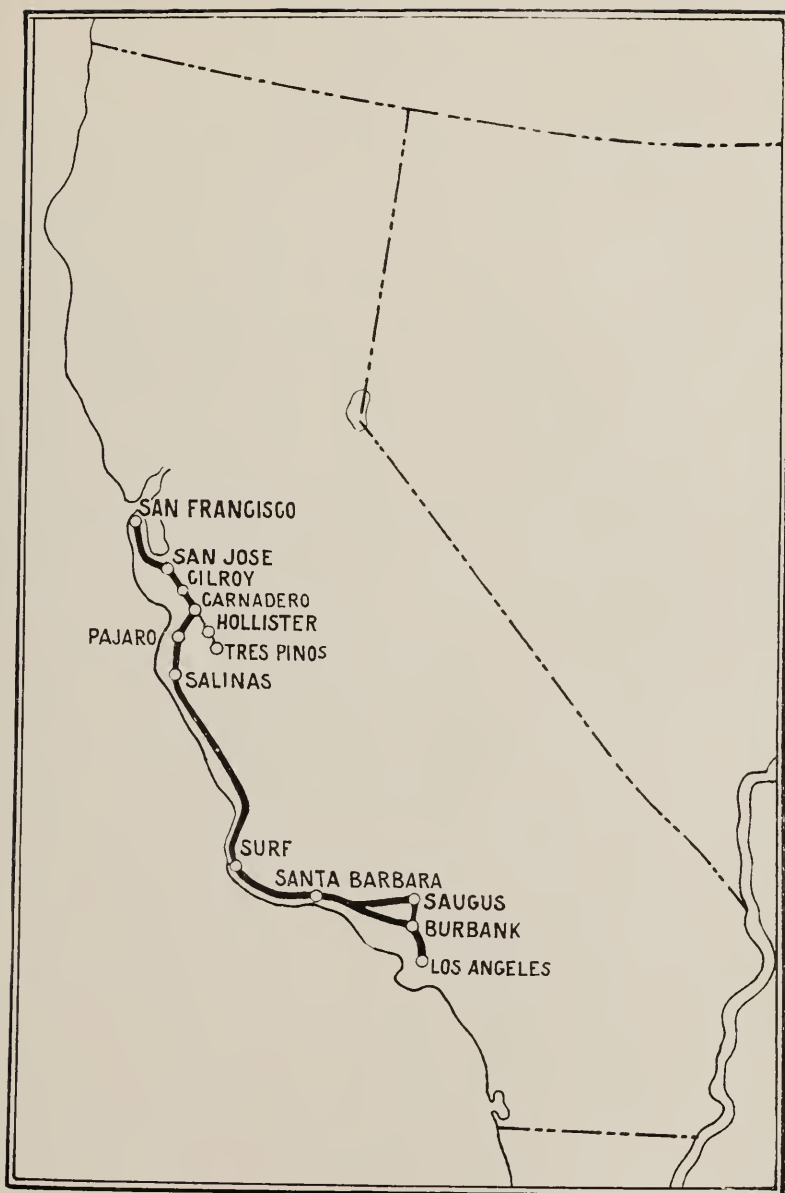 SAN FRANCISCO
SAN JOSE
GILROY
CARNADERO
HOLLISTER
PAJARO
TRES PINOS
SALINAS
SURF
SANTA BARBARA
SAUGUS
BURBANK
LOS ANGELES